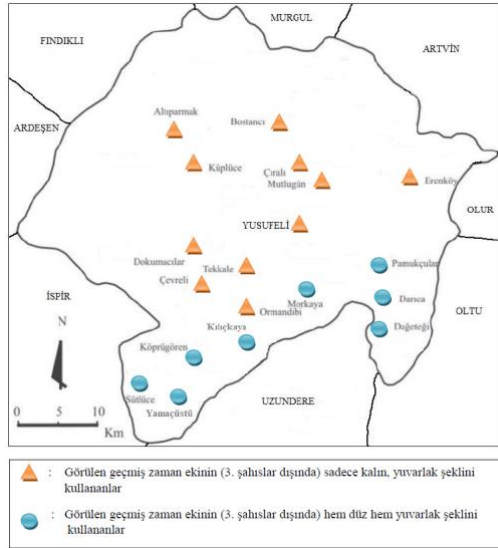 MURGUL
FINDIKLI
ARTVİN
ARDEŞEN
Altıparmak
Bostancı
Küplüce
Çıralı
Mutlugün
Erenköy
OLUR
YUSUFELİ
Dokumacılar
Tekkale
Pamukçular
Çevreli
İSPİR
Morkaya
Darıca
OLTU
N
Ormandibi
Kılıçkaya
Dağeteği
Köprügören
Sütlüce
Yamaçüstü
UZUNDERE
0 5 10
Km
: Görülen geçmiş zaman ekinin (3. şahıslar dışında) sadece kalın, yuvarlak şeklini
kullananlar
: Görülen geçmiş zaman ekinin (3. şahıslar dışında) hem düz hem yuvarlak şeklini
kullananlar